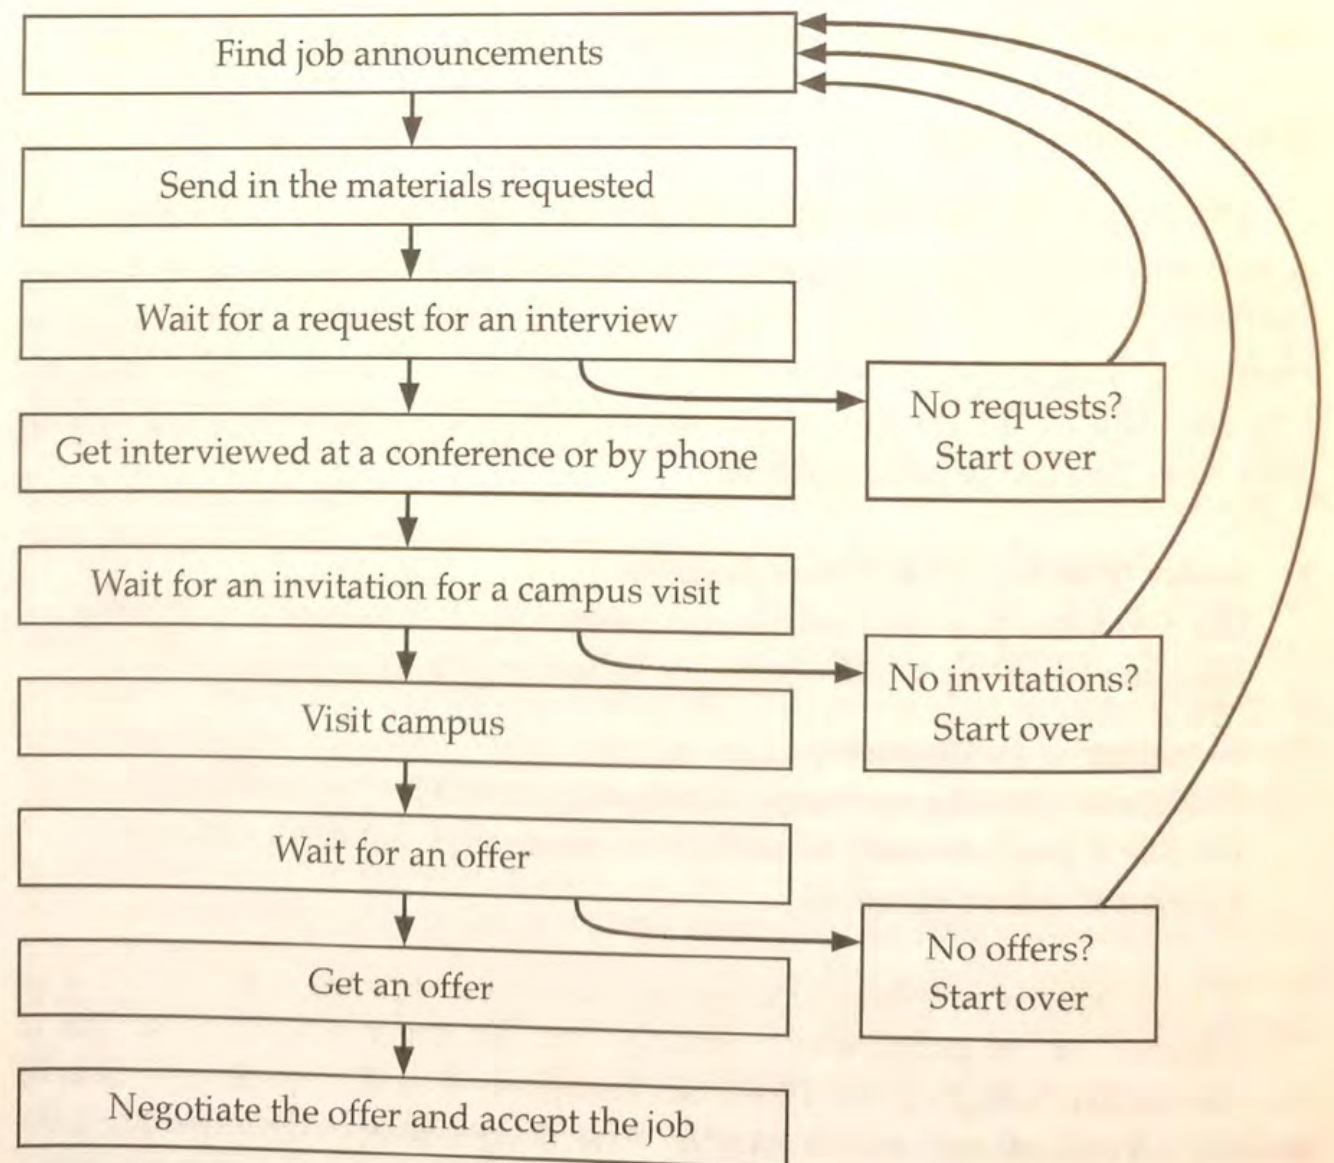 Find job announcements
Send in the materials requested
Wait for a request for an interview
No requests?
Start over
Get interviewed at a conference or by phone
Wait for an invitation for a campus visit
No invitations?
Start over
Visit campus
Wait for an offer
No offers?
Start over
Get an offer
Negotiate the offer and accept the job